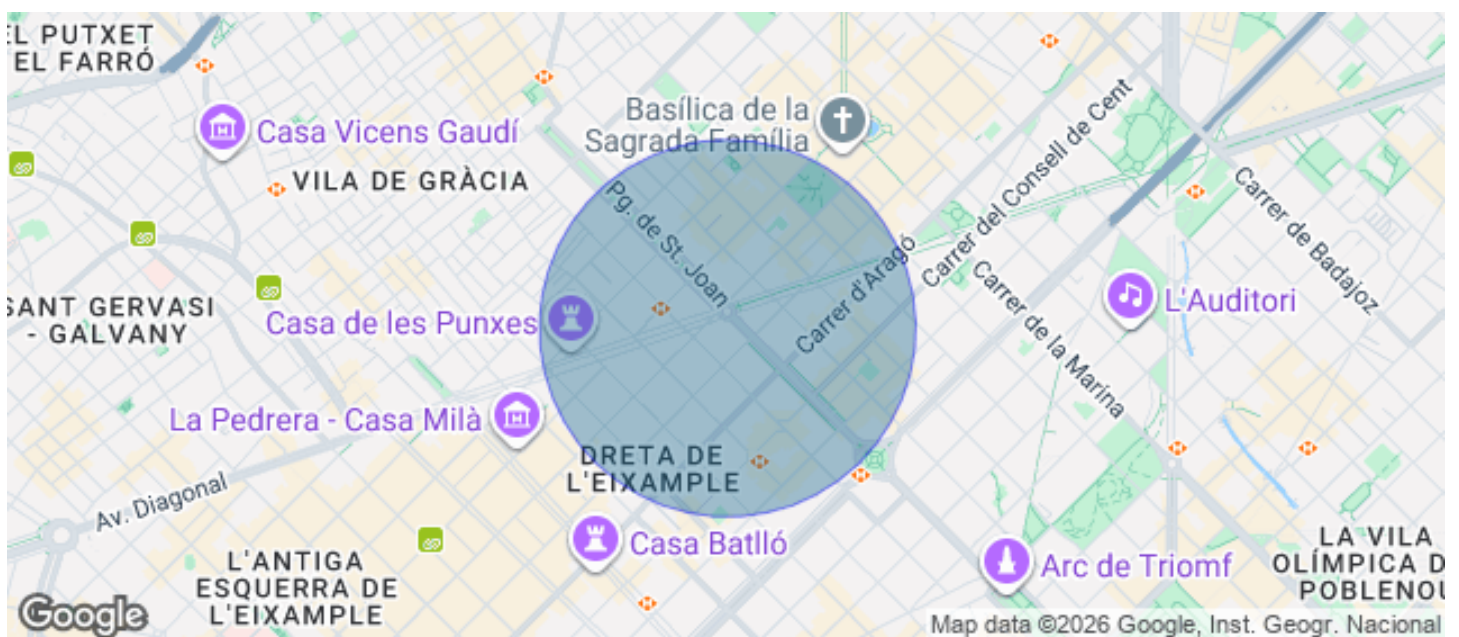 EL PUTXET
EL FARRÓ
Casa Vicens Gaudí
VILA DE GRÀCIA
Basílica de la
Sagrada Família
Pg. de St. Joan
Carrer del Consell de Cent
Carrer de Badajoz
Carrer d'Aragó
Carrer de la Marina
L'Auditori
SANT GERVASI
- GALVANY
Casa de les Punxes
La Pedrera - Casa Milà
DRETA DE
L'EIXAMPLE
Av. Diagonal
Casa Batlló
L'ANTIGA
ESQUERRA DE
L'EIXAMPLE
Arc de Triomf
LA VILA
OLÍMPICA D
POBLENOU
Google
Map data ©2026 Google, Inst. Geogr. Nacional